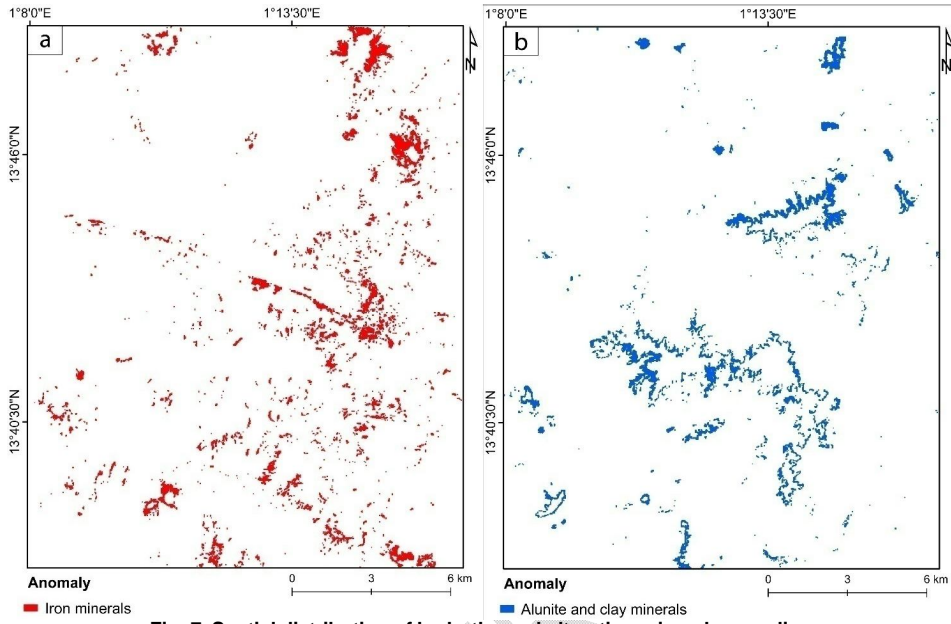 1°8'0"E 1°13'30"E
a
N
13°46'0"N
13°40'30"N
Anomaly
0 3 6 km
Iron minerals
1°8'0"E 1°13'30"E
b
N
13°46'0"N
13°40'30"N
Anomaly
0 3 6 km
Alunite and clay minerals